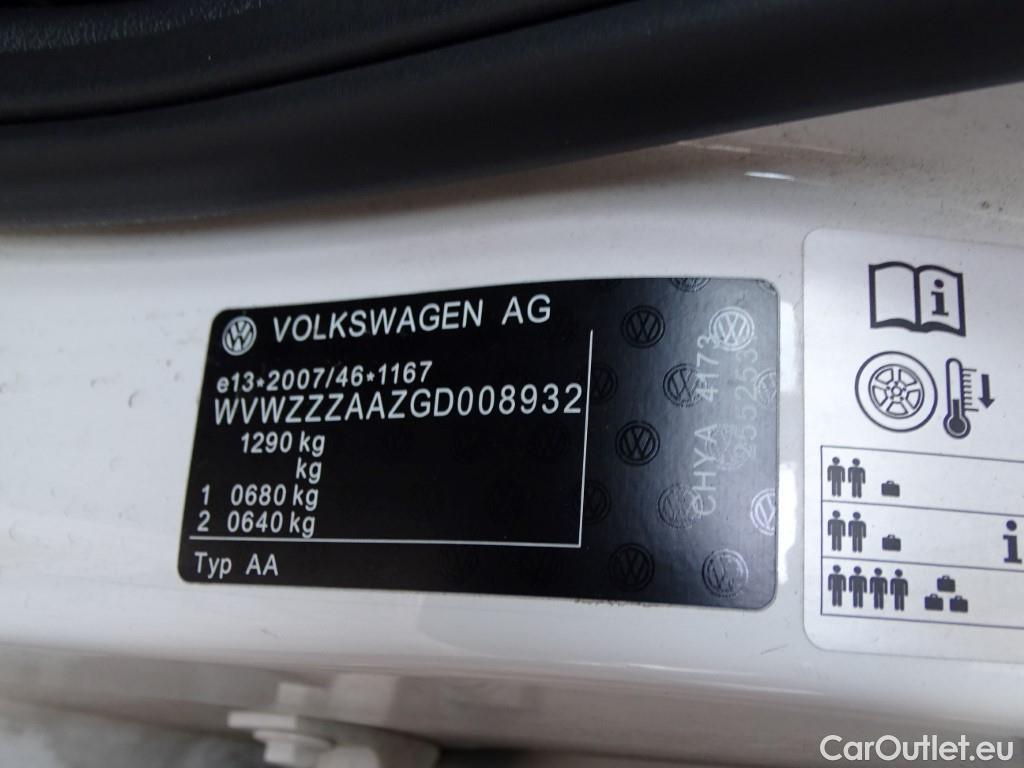 VOLKSWAGEN AG
e13*2007/46*1167
WVWZZZAAZGD008932
1290 kg
kg
1 0680 kg
2 0640 kg
Typ AA
CHYA 4173
i
i
CarOutlet.eu